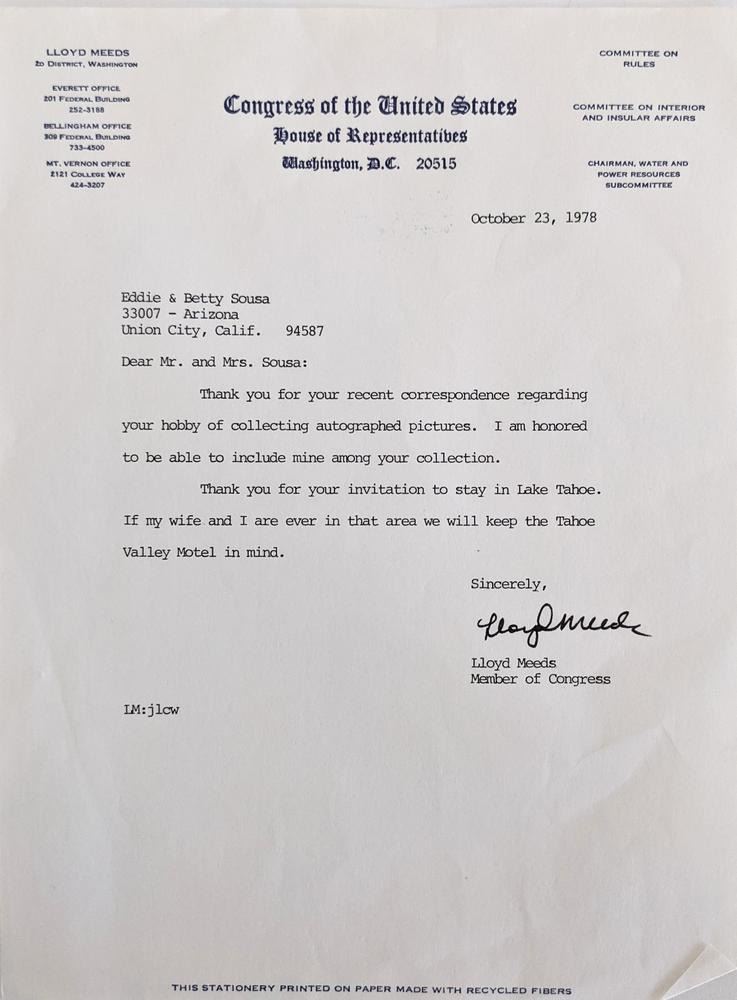 LLOYD MEEDS
2D DISTRICT, WASHINGTON
EVERETT OFFICE
201 FEDERAL BUILDING
252-3188
BELLINGHAM OFFICE
309 FEDERAL BUILDING
733-4500
MT. VERNON OFFICE
2121 COLLEGE WAY
424-3207
Congress of the United States
House of Representatives
Washington, D.C. 20515
COMMITTEE ON
RULES
COMMITTEE ON INTERIOR
AND INSULAR AFFAIRS
CHAIRMAN, WATER AND
POWER RESOURCES
SUBCOMMITTEE
October 23, 1978
Eddie & Betty Sousa
33007 - Arizona
Union City, Calif. 94587
Dear Mr. and Mrs. Sousa:
Thank you for your recent correspondence regarding
your hobby of collecting autographed pictures. I am honored
to be able to include mine among your collection.
Thank you for your invitation to stay in Lake Tahoe.
If my wife and I are ever in that area we will keep the Tahoe
Valley Motel in mind.
Sincerely,
Lloyd Meeds
Lloyd Meeds
Member of Congress
LM:jlcw
THIS STATIONERY PRINTED ON PAPER MADE WITH RECYCLED FIBERS